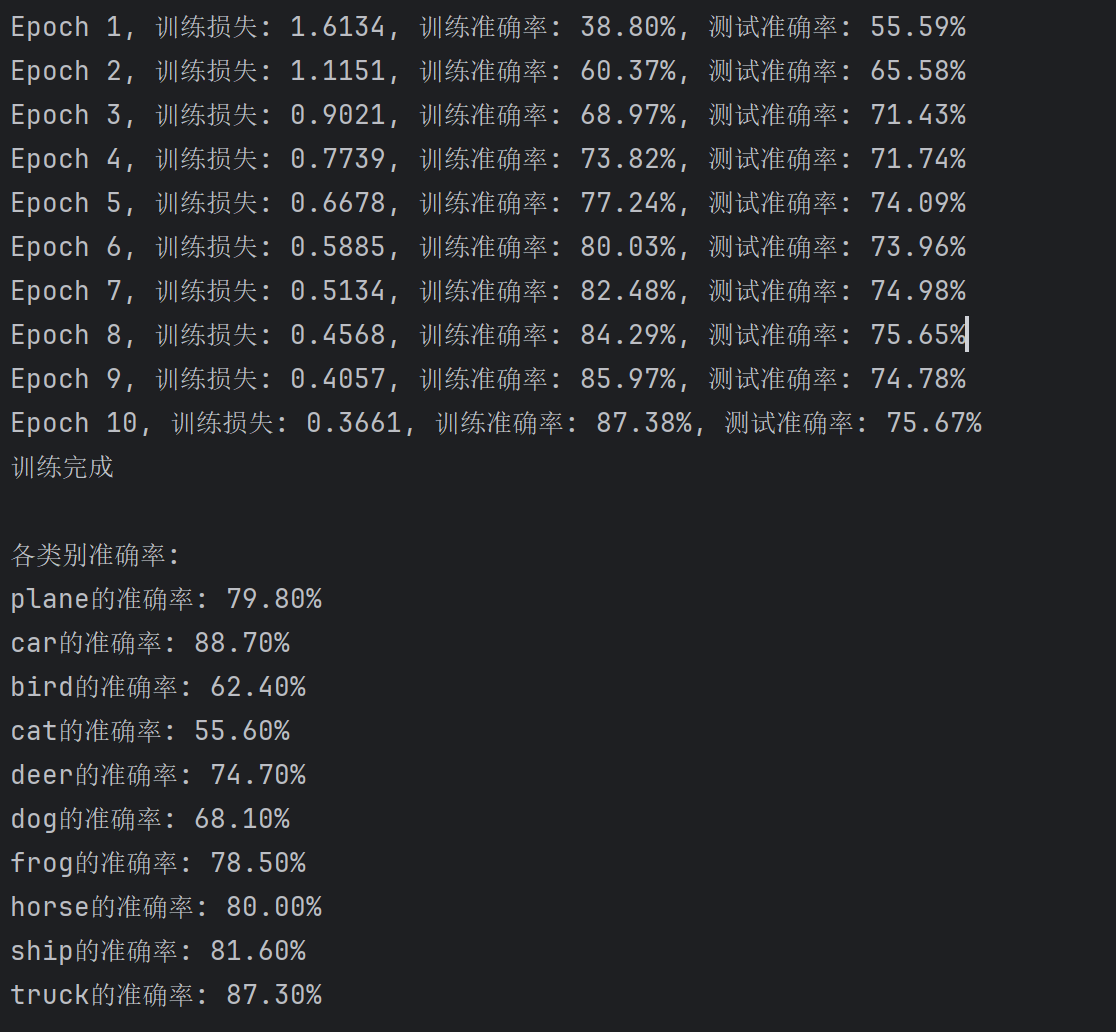 Epoch 1, 训练损失: 1.6134, 训练准确率: 38.80%, 测试准确率: 55.59%
Epoch 2, 训练损失: 1.1151, 训练准确率: 60.37%, 测试准确率: 65.58%
Epoch 3, 训练损失: 0.9021, 训练准确率: 68.97%, 测试准确率: 71.43%
Epoch 4, 训练损失: 0.7739, 训练准确率: 73.82%, 测试准确率: 71.74%
Epoch 5, 训练损失: 0.6678, 训练准确率: 77.24%, 测试准确率: 74.09%
Epoch 6, 训练损失: 0.5885, 训练准确率: 80.03%, 测试准确率: 73.96%
Epoch 7, 训练损失: 0.5134, 训练准确率: 82.48%, 测试准确率: 74.98%
Epoch 8, 训练损失: 0.4568, 训练准确率: 84.29%, 测试准确率: 75.65%
Epoch 9, 训练损失: 0.4057, 训练准确率: 85.97%, 测试准确率: 74.78%
Epoch 10, 训练损失: 0.3661, 训练准确率: 87.38%, 测试准确率: 75.67%
训练完成
各类别准确率:
plane的准确率: 79.80%
car的准确率: 88.70%
bird的准确率: 62.40%
cat的准确率: 55.60%
deer的准确率: 74.70%
dog的准确率: 68.10%
frog的准确率: 78.50%
horse的准确率: 80.00%
ship的准确率: 81.60%
truck的准确率: 87.30%